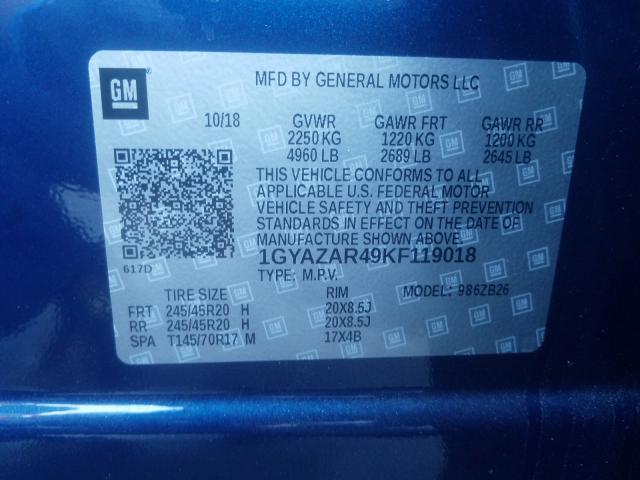 GM
MFD BY GENERAL MOTORS LLC
10/18 GVWR GAWR FRT GAWR RR
2250 KG 1220 KG 1200 KG
4960 LB 2689 LB 2645 LB
THIS VEHICLE CONFORMS TO ALL
APPLICABLE U.S. FEDERAL MOTOR
VEHICLE SAFETY AND THEFT PREVENTION
STANDARDS IN EFFECT ON THE DATE OF
MANUFACTURE SHOWN ABOVE.
617D
1GYAZAR49KF119018
TYPE: M.P.V. MODEL: 986ZB26
TIRE SIZE RIM
FRT 245/45R20 H 20X8.5J
RR 245/45R20 H 20X8.5J
SPA T145/70R17 M 17X4B